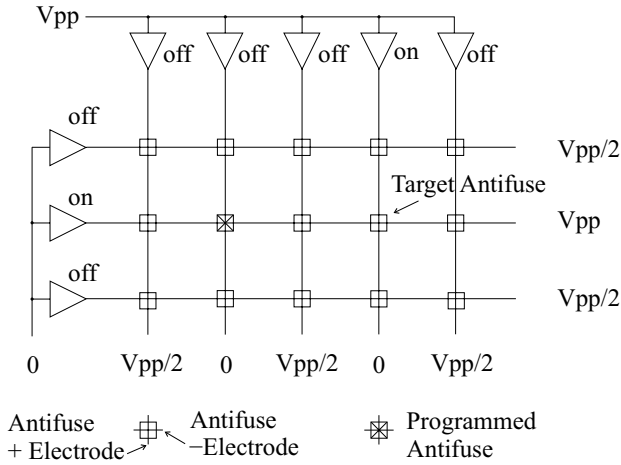 Vpp
off off off on off
off
Vpp/2
Target Antifuse
on
Vpp
off
Vpp/2
0 Vpp/2 0 Vpp/2 0 Vpp/2
Antifuse
+ Electrode
Antifuse
–Electrode
Programmed
Antifuse